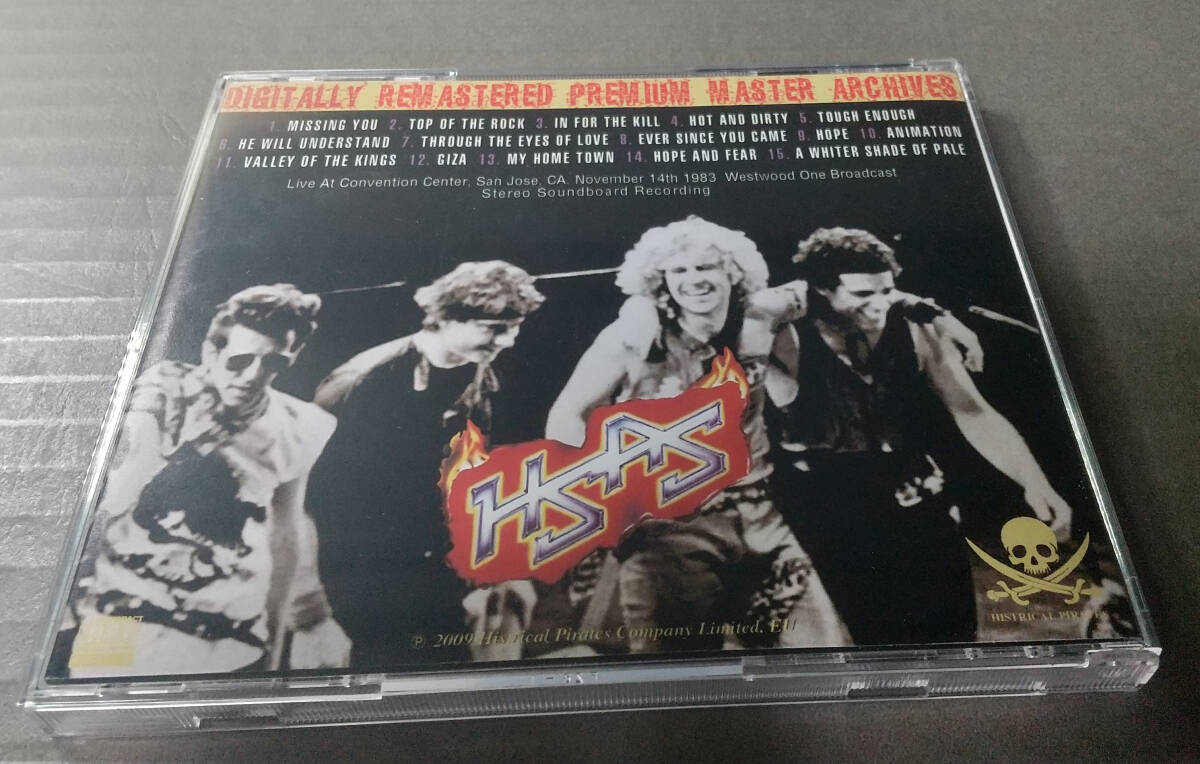 DIGITALLY REMASTERED PREMIUM MASTER ARCHIVES
1. MISSING YOU 2. TOP OF THE ROCK 3. IN FOR THE KILL 4. HOT AND DIRTY 5. TOUGH ENOUGH
6. HE WILL UNDERSTAND 7. THROUGH THE EYES OF LOVE 8. EVER SINCE YOU CAME 9. HOPE 10. ANIMATION
11. VALLEY OF THE KINGS 12. GIZA 13. MY HOME TOWN 14. HOPE AND FEAR 15. A WHITER SHADE OF PALE
Live At Convention Center, San Jose, CA. November 14th 1983 Westwood One Broadcast
Stereo Soundboard Recording
HSAS
HISTRICAL
℗ 2009 Histrical Pirates Company Limited, EU